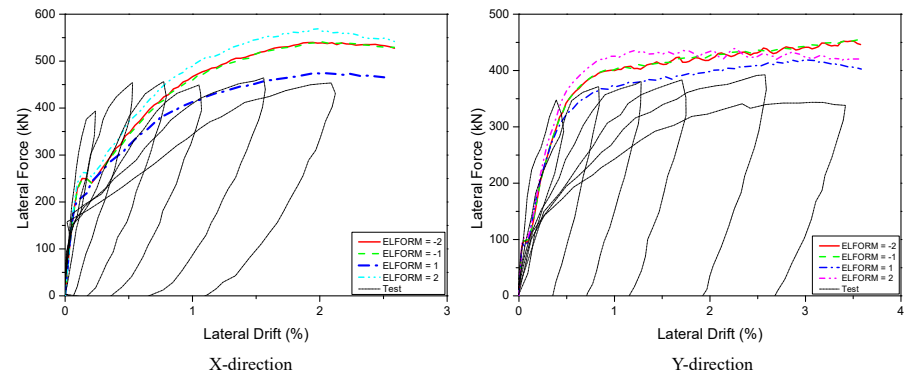 600
500
400
300
200
100
0
0
1
2
3
Lateral Force (kN)
Lateral Drift (%)
ELFORM = -2
ELFORM = -1
ELFORM = 1
ELFORM = 2
Test
X-direction
500
400
300
200
100
0
0
1
2
3
4
Lateral Force (kN)
Lateral Drift (%)
ELFORM = -2
ELFORM = -1
ELFORM = 1
ELFORM = 2
Test
Y-direction